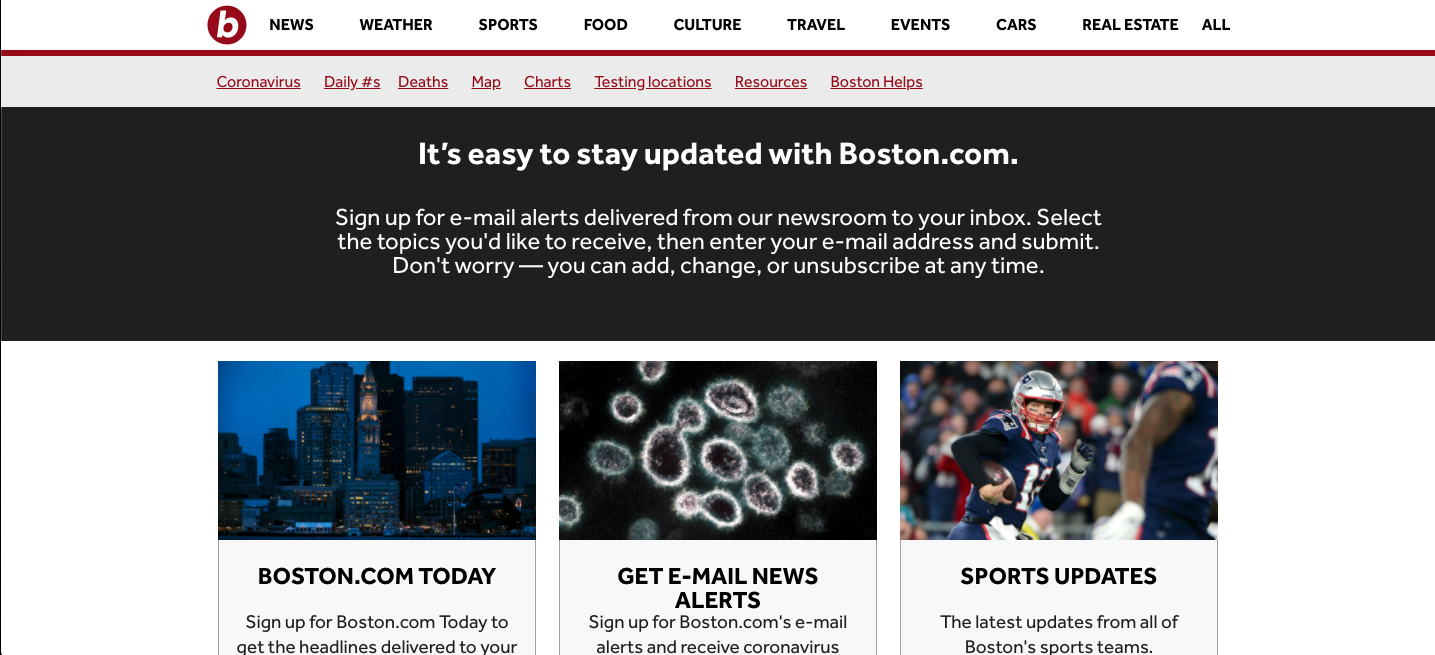 b NEWS WEATHER SPORTS FOOD CULTURE TRAVEL EVENTS CARS REAL ESTATE ALL
Coronavirus Daily #s Deaths Map Charts Testing locations Resources Boston Helps
It's easy to stay updated with Boston.com.
Sign up for e-mail alerts delivered from our newsroom to your inbox. Select
the topics you'd like to receive, then enter your e-mail address and submit.
Don't worry — you can add, change, or unsubscribe at any time.
12
BOSTON.COM TODAY
Sign up for Boston.com Today to
get the headlines delivered to your
GET E-MAIL NEWS
ALERTS
Sign up for Boston.com's e-mail
alerts and receive coronavirus
SPORTS UPDATES
The latest updates from all of
Boston's sports teams.